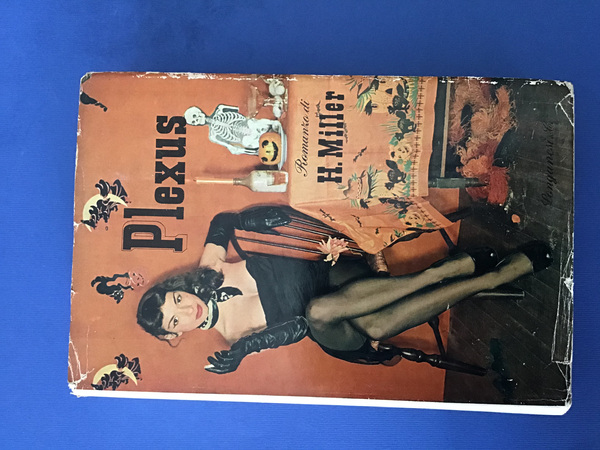 Plexus
Romanzo di
H. Miller
Longanesi